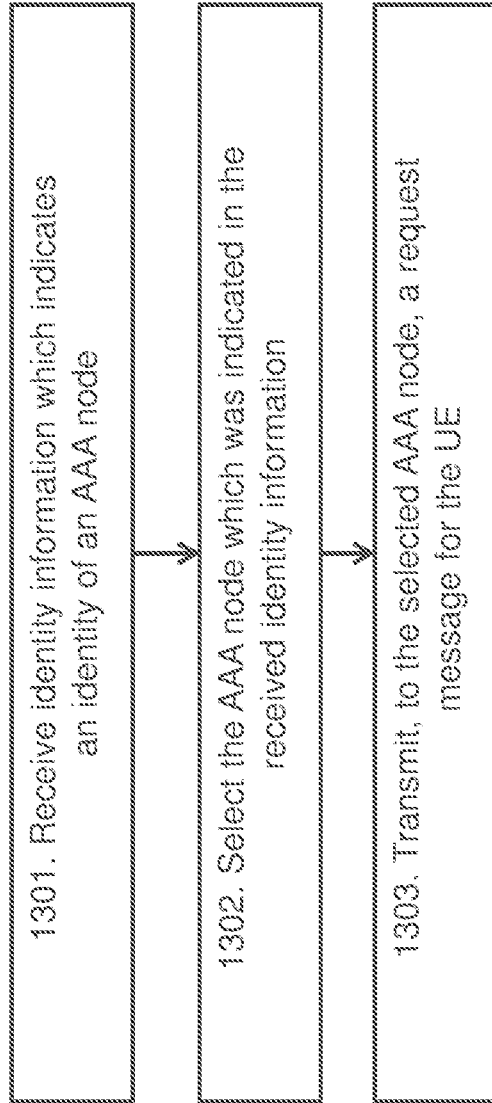 1301. Receive identity information which indicates
an identity of an AAA node
1302. Select the AAA node which was indicated in the
received identity information
1303. Transmit, to the selected AAA node, a request
message for the UE